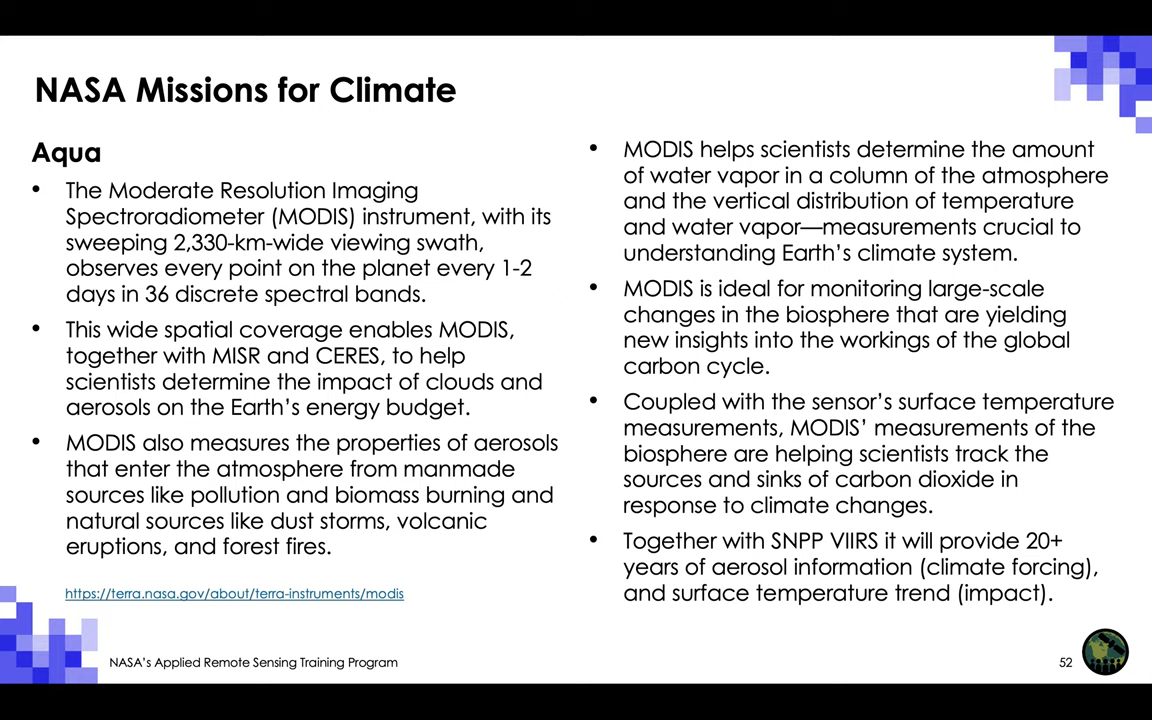 NASA Missions for Climate
Aqua
• The Moderate Resolution Imaging
Spectroradiometer (MODIS) instrument, with its
sweeping 2,330-km-wide viewing swath,
observes every point on the planet every 1-2
days in 36 discrete spectral bands.
• This wide spatial coverage enables MODIS,
together with MISR and CERES, to help
scientists determine the impact of clouds and
aerosols on the Earth's energy budget.
• MODIS also measures the properties of aerosols
that enter the atmosphere from manmade
sources like pollution and biomass burning and
natural sources like dust storms, volcanic
eruptions, and forest fires.
https://terra.nasa.gov/about/terra-instruments/modis
• MODIS helps scientists determine the amount
of water vapor in a column of the atmosphere
and the vertical distribution of temperature
and water vapor—measurements crucial to
understanding Earth's climate system.
• MODIS is ideal for monitoring large-scale
changes in the biosphere that are yielding
new insights into the workings of the global
carbon cycle.
• Coupled with the sensor's surface temperature
measurements, MODIS' measurements of the
biosphere are helping scientists track the
sources and sinks of carbon dioxide in
response to climate changes.
• Together with SNPP VIIRS it will provide 20+
years of aerosol information (climate forcing),
and surface temperature trend (impact).
NASA's Applied Remote Sensing Training Program
52